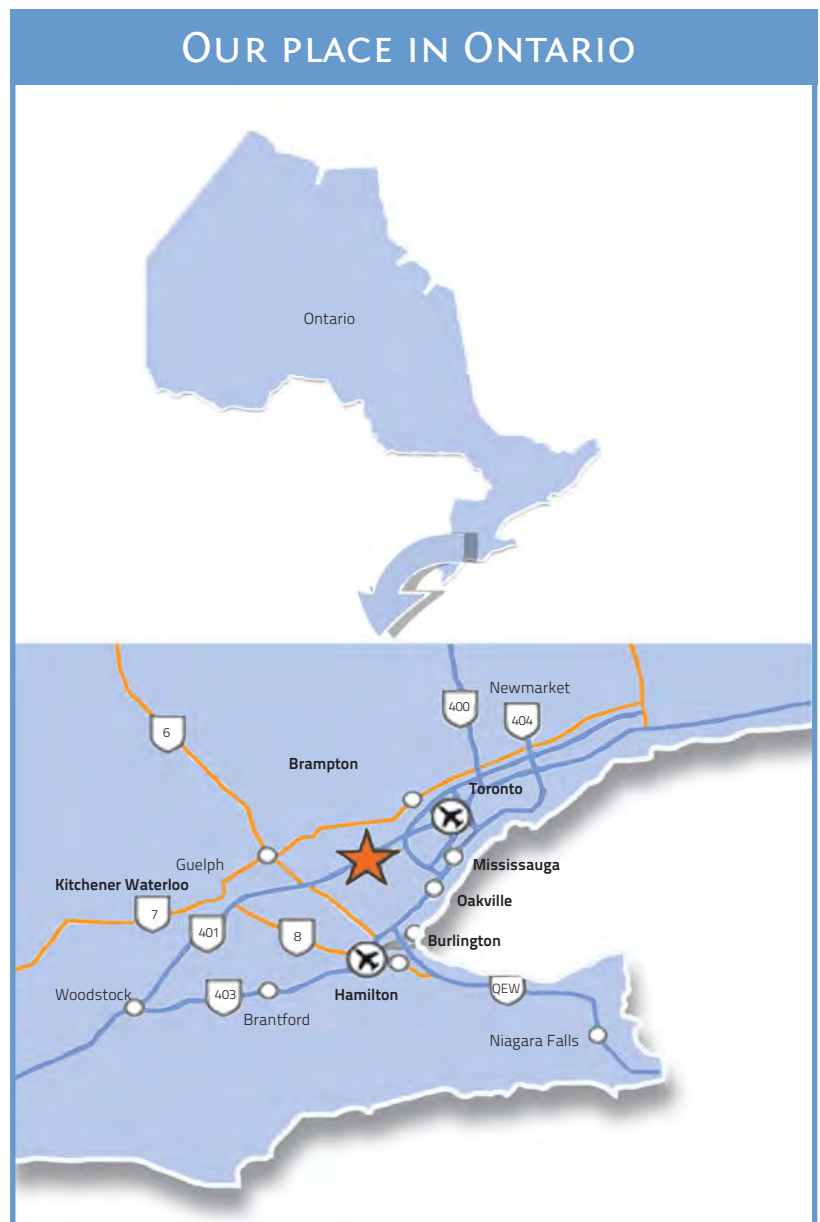 Our place in Ontario
Ontario
Newmarket
400
404
6
Brampton
Toronto
Guelph
Mississauga
Kitchener Waterloo
Oakville
7
401
8
Burlington
Woodstock
403
Hamilton
QEW
Brantford
Niagara Falls